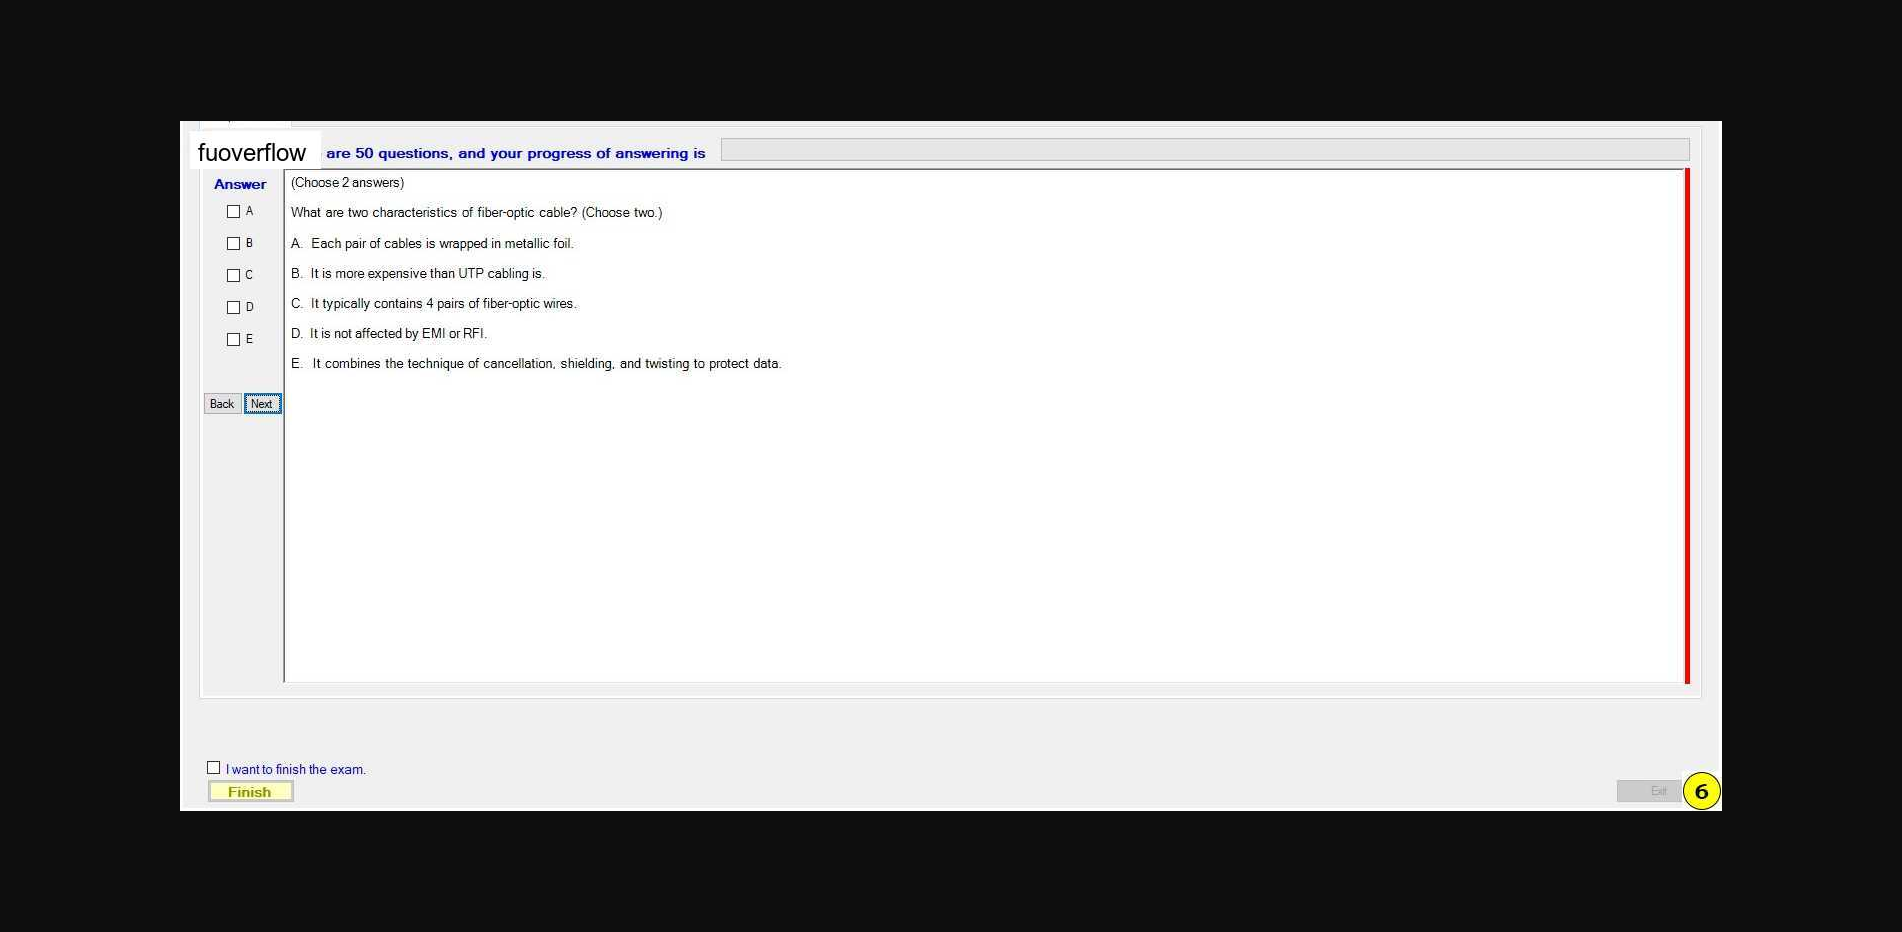 fuoverflow are 50 questions, and your progress of answering is
Answer
(Choose 2 answers)
A
What are two characteristics of fiber-optic cable? (Choose two.)
B
A. Each pair of cables is wrapped in metallic foil.
C
B. It is more expensive than UTP cabling is.
D
C. It typically contains 4 pairs of fiber-optic wires.
E
D. It is not affected by EMI or RFI.
E. It combines the technique of cancellation, shielding, and twisting to protect data.
Back Next
I want to finish the exam.
Finish
Exit
6